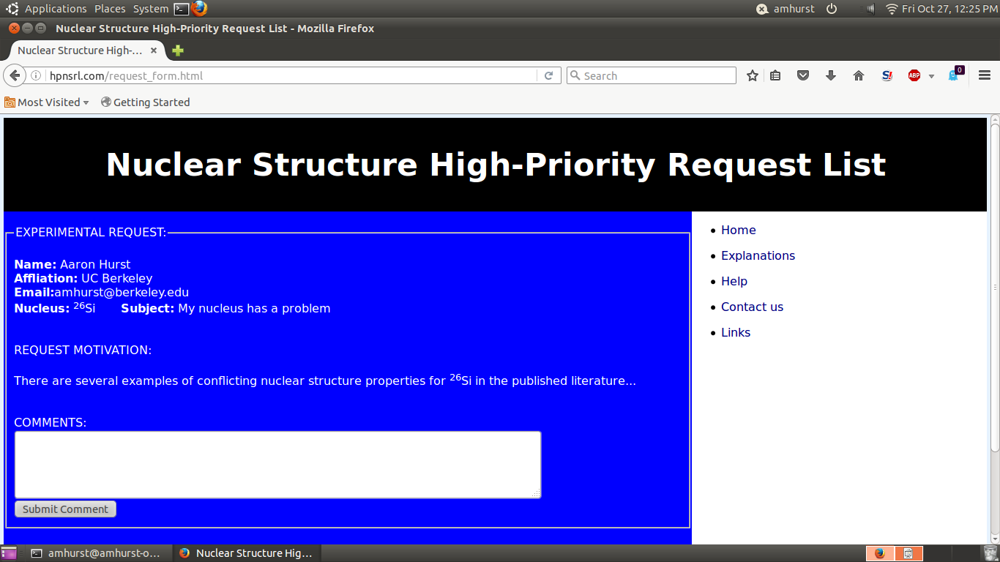 Applications Places System amhurst Fri Oct 27, 12:25 PM
Nuclear Structure High-Priority Request List - Mozilla Firefox
Nuclear Structure High-...
hpnsrl.com/request_form.html Search S! ABP 0
Most Visited Getting Started
Nuclear Structure High-Priority Request List
EXPERIMENTAL REQUEST:
Name: Aaron Hurst
Affliation: UC Berkeley
Email:amhurst@berkeley.edu
Nucleus: ²⁶Si Subject: My nucleus has a problem
REQUEST MOTIVATION:
There are several examples of conflicting nuclear structure properties for ²⁶Si in the published literature...
COMMENTS:
Submit Comment
Home
Explanations
Help
Contact us
Links
amhurst@amhurst-o... Nuclear Structure Hig...